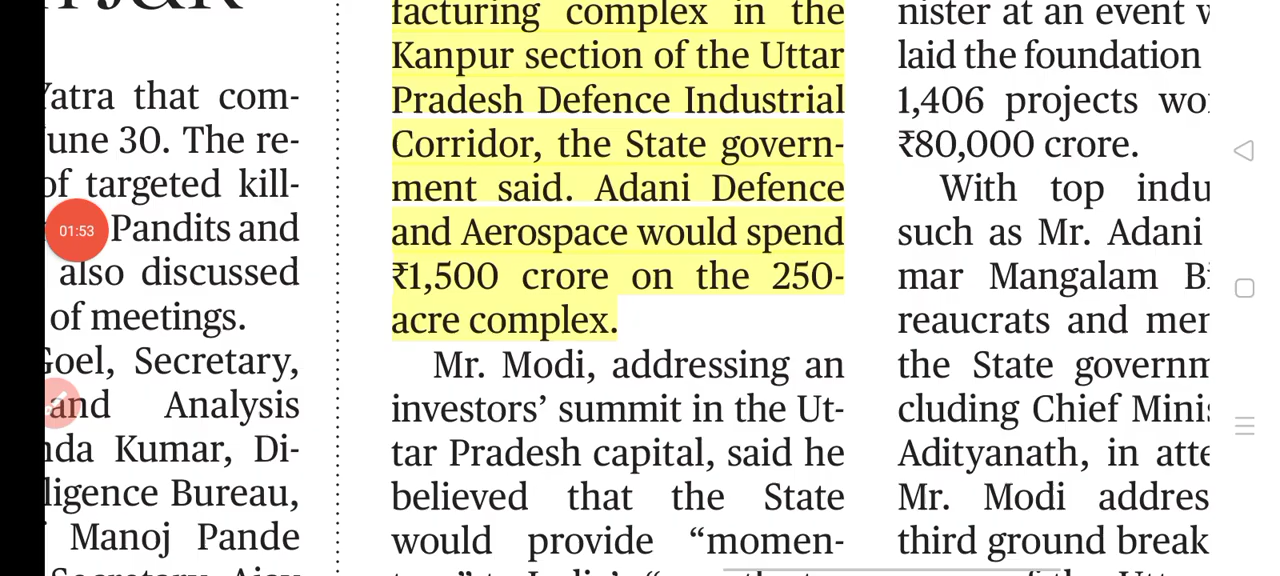 Yatra that com-
June 30. The re-
of targeted kill-
Pandits and
also discussed
of meetings.
Goel, Secretary,
and Analysis
Kumar, Di-
Bureau,
Manoj Pande
facturing complex in the
Kanpur section of the Uttar
Pradesh Defence Industrial
Corridor, the State govern-
ment said. Adani Defence
and Aerospace would spend
₹1,500 crore on the 250-
acre complex.
Mr. Modi, addressing an
investors’ summit in the Ut-
tar Pradesh capital, said he
believed that the State
would provide “momen-
nister at an event
laid the foundation
1,406 projects
₹80,000 crore.
With top
such as Mr. Adani
mar Mangalam
reaucrats and
the State
cluding Chief
Adityanath, in
Mr. Modi
third ground break
01:53